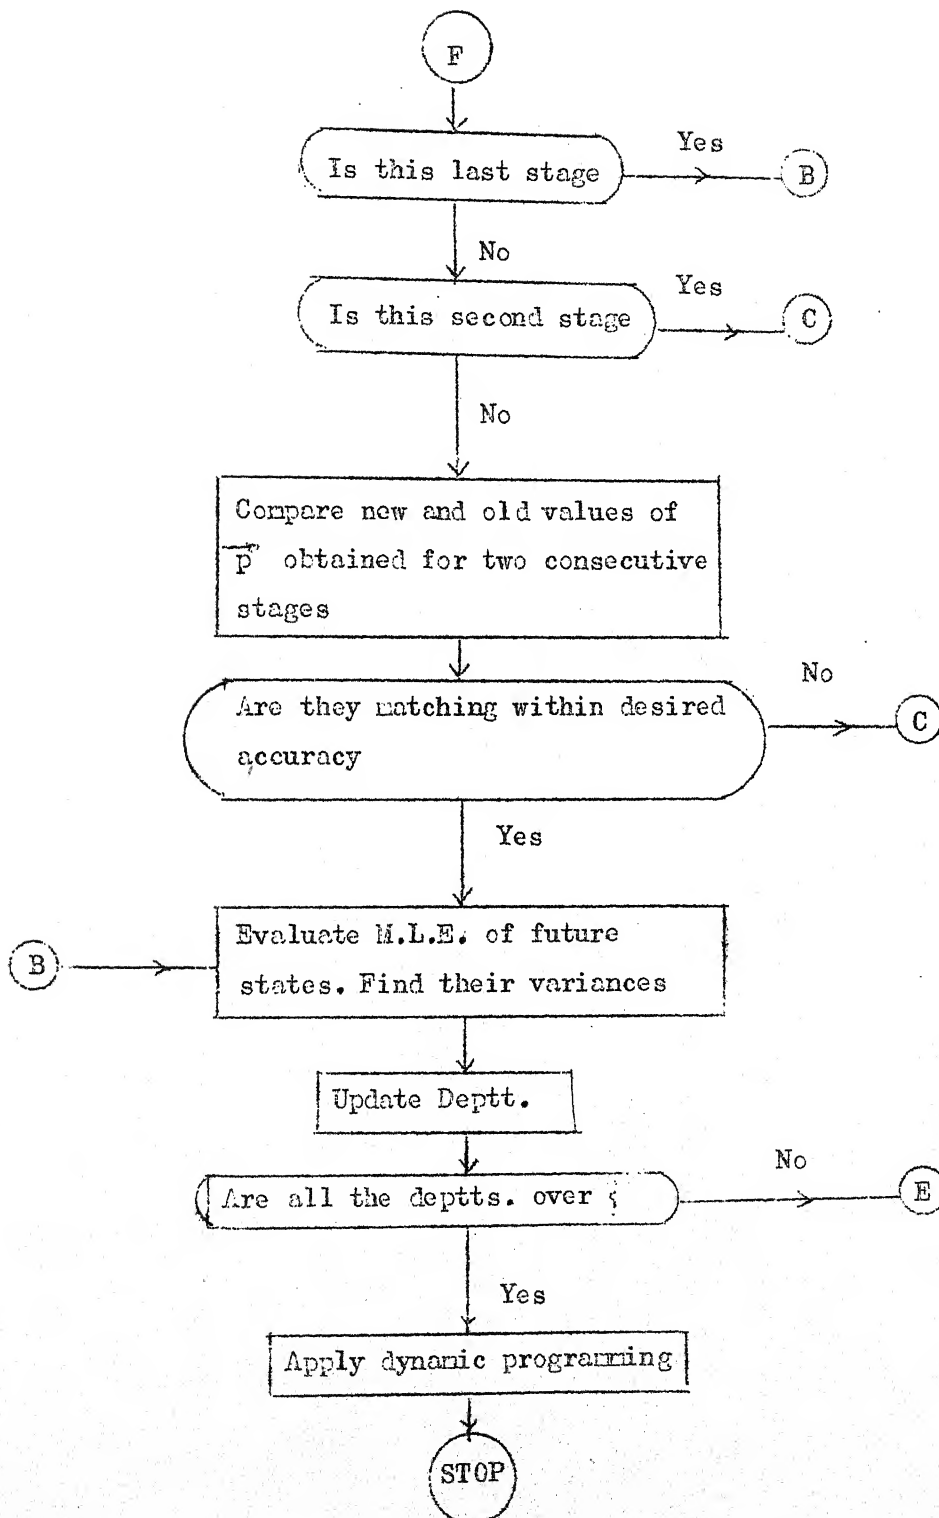 F
Is this last stage
Yes
B
No
Is this second stage
Yes
C
No
Compare new and old values of
p⃗ obtained for two consecutive
stages
Are they matching within desired
accuracy
No
C
Yes
B
Evaluate M.L.E. of future
states. Find their variances
Update Deptt.
Are all the deptts. over ?
No
E
Yes
Apply dynamic programming
STOP